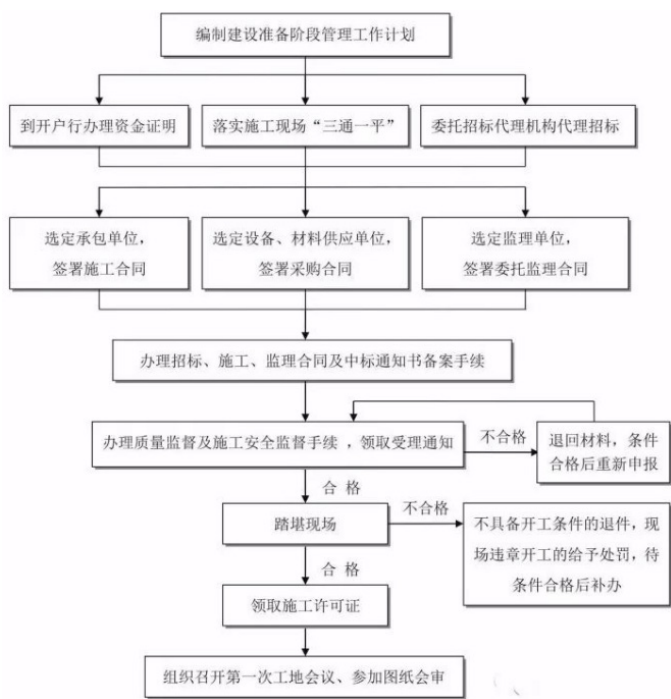 编制建设准备阶段管理工作计划
到开户行办理资金证明
落实施工现场“三通一平”
委托招标代理机构代理招标
选定承包单位，
签署施工合同
选定设备、材料供应单位，
签署采购合同
选定监理单位，
签署委托监理合同
办理招标、施工、监理合同及中标通知书备案手续
办理质量监督及施工安全监督手续 ，领取受理通知
不合格
退回材料，条件
合格后重新申报
合 格
踏堪现场
不合格
不具备开工条件的退件，现
场违章开工的给予处罚，待
条件合格后补办
合 格
领取施工许可证
组织召开第一次工地会议、参加图纸会审